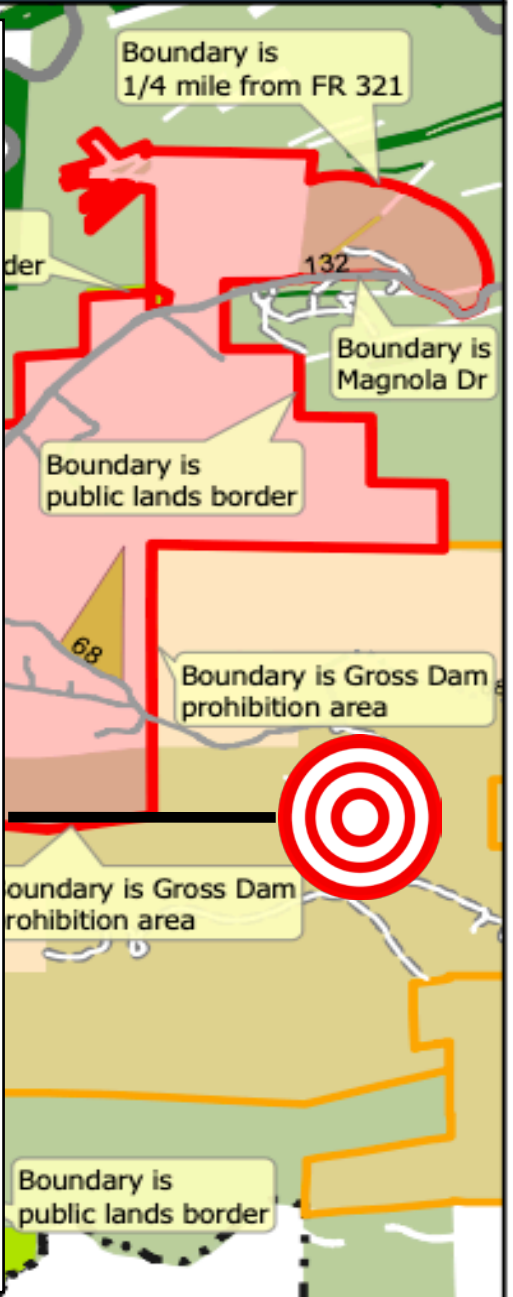 Boundary is
1/4 mile from FR 321
der
132
Boundary is
Magnola Dr
Boundary is
public lands border
68
Boundary is Gross Dam
prohibition area
oundary is Gross Dam
rohibition area
Boundary is
public lands border